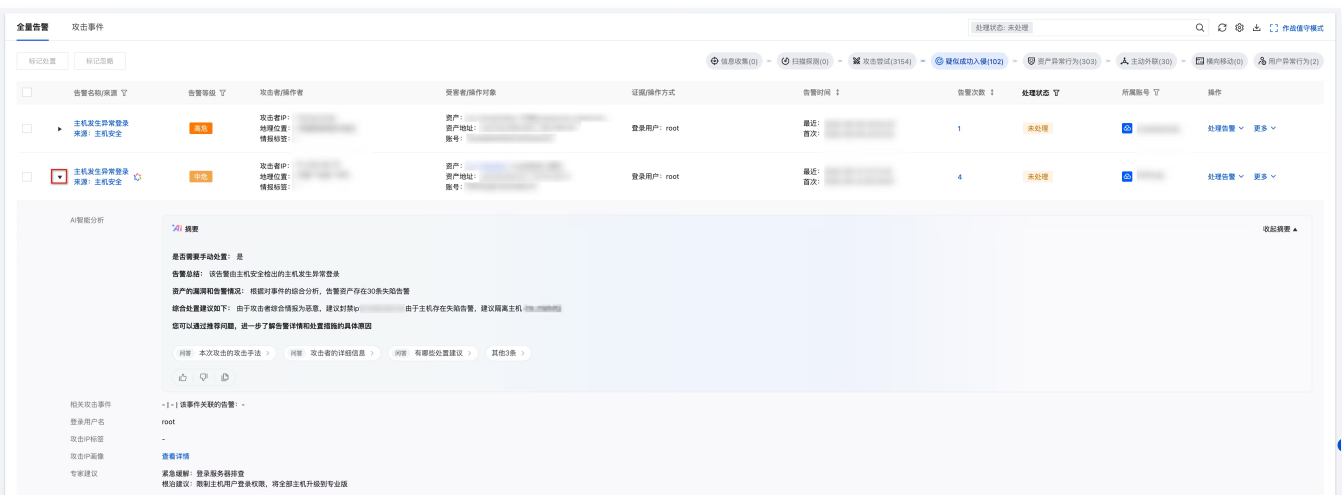 全量告警 攻击事件 处理状态: 未处理 作战值守模式
标记处置 标记忽略 信息收集(0) 扫描探测(0) 攻击尝试(3154) 疑似成功入侵(102) 资产异常行为(303) 主动外联(30) 横向移动(0) 用户异常行为(2)
告警名称/来源 告警等级 攻击者/操作者 受害者/操作对象 证据/操作方式 告警时间 告警次数 处理状态 所属账号 操作
主机发生异常登录
来源：主机安全
高危
攻击者IP：
地理位置：
情报标签：
资产：
资产地址：
账号：
登录用户：root
最近：
首次：
1
未处理
处理告警 更多
主机发生异常登录
来源：主机安全
中危
攻击者IP：
地理位置：
情报标签：
资产：
资产地址：
账号：
登录用户：root
最近：
首次：
4
未处理
处理告警 更多
AI智能分析
Ai 摘要 收起摘要
是否需要手动处置： 是
告警总结： 该告警由主机安全检出的主机发生异常登录
资产的漏洞和告警情况： 根据对事件的综合分析，告警资产存在30条失陷告警
综合处置建议如下： 由于攻击者综合情报为恶意，建议封禁ip 由于主机存在失陷告警，建议隔离主机
您可以通过推荐问题，进一步了解告警详情和处置措施的具体原因
问答 本次攻击的攻击手法 问答 攻击者的详细信息 问答 有哪些处置建议 其他3条
相关攻击事件 - | - | 该事件关联的告警： -
登录用户名 root
攻击IP标签 -
攻击IP画像 查看详情
专家建议 紧急缓解：登录服务器排查
根治建议：限制主机用户登录权限，将全部主机升级到专业版